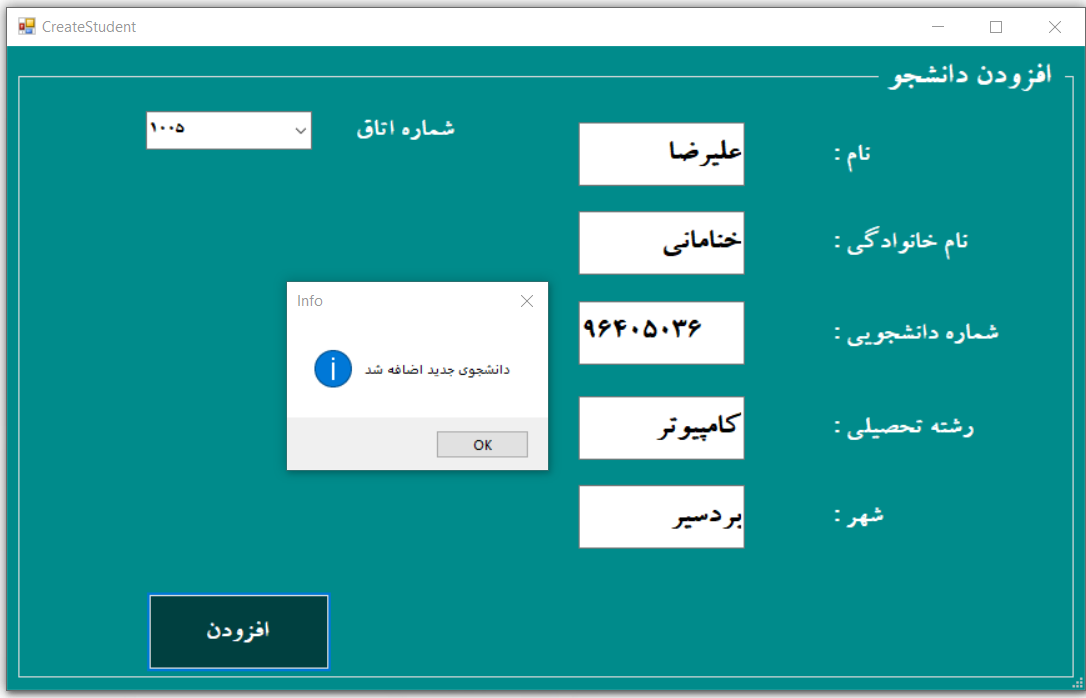 CreateStudent
افزودن دانشجو
نام :
علیرضا
شماره اتاق
۱۰۰۵
نام خانوادگی :
خنامانی
شماره دانشجویی :
۹۶۴۰۵۰۳۶
رشته تحصیلی :
کامپیوتر
شهر :
بردسیر
Info
دانشجوی جدید اضافه شد
OK
افزودن